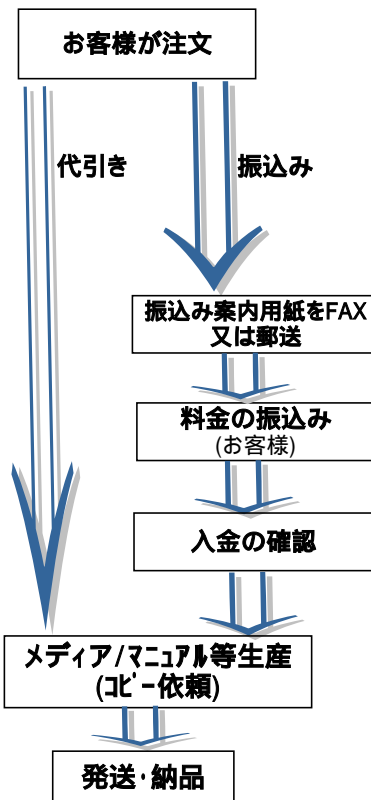 お客様が注文
代引き
振込み
振込み案内用紙をFAX
又は郵送
料金の振込み
(お客様)
入金の確認
メディア/ﾏﾆｭｱﾙ等生産
(ｺﾋﾟｰ依頼)
発送・納品